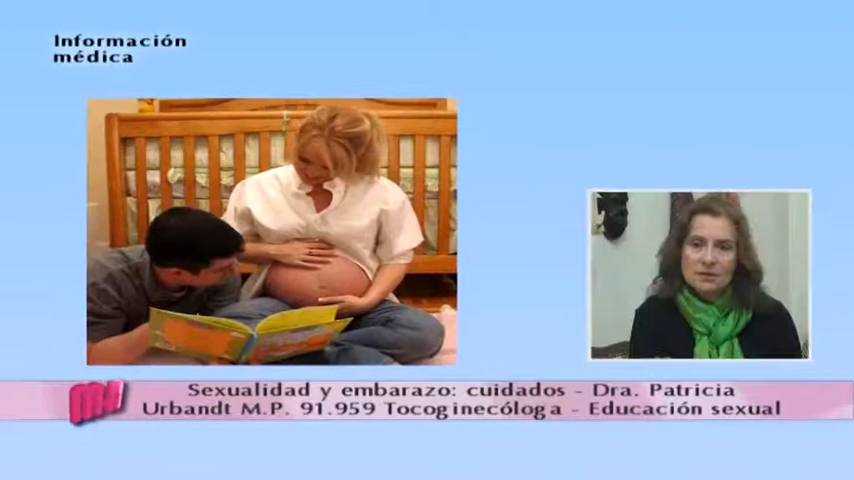 Información
médica
Sexualidad y embarazo: cuidados - Dra. Patricia
Urbandt M.P. 91.959 Tocoginecóloga - Educación sexual